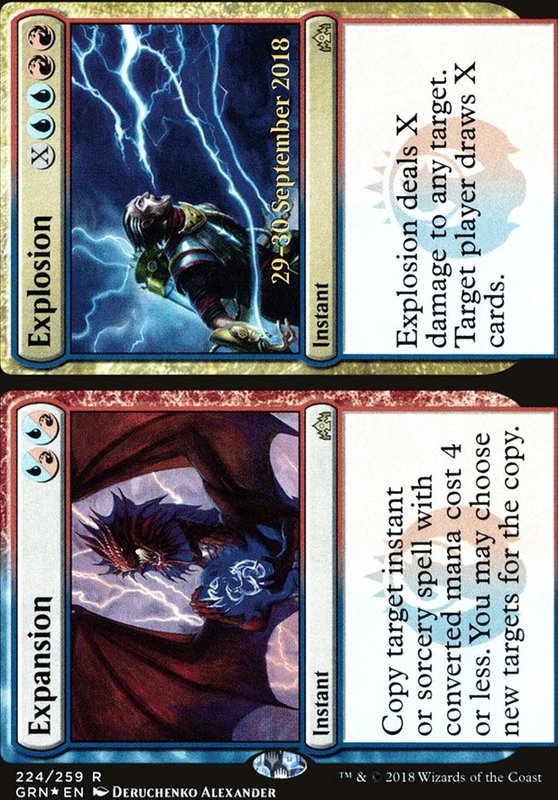 Explosion
X
29-30 September 2018
Instant
Explosion deals X
damage to any target.
Target player draws X
cards.
Expansion
Instant
Copy target instant
or sorcery spell with
converted mana cost 4
or less. You may choose
new targets for the copy.
224/259 R
GRN★EN DERUCHENKO ALEXANDER
™ & © 2018 Wizards of the Coast